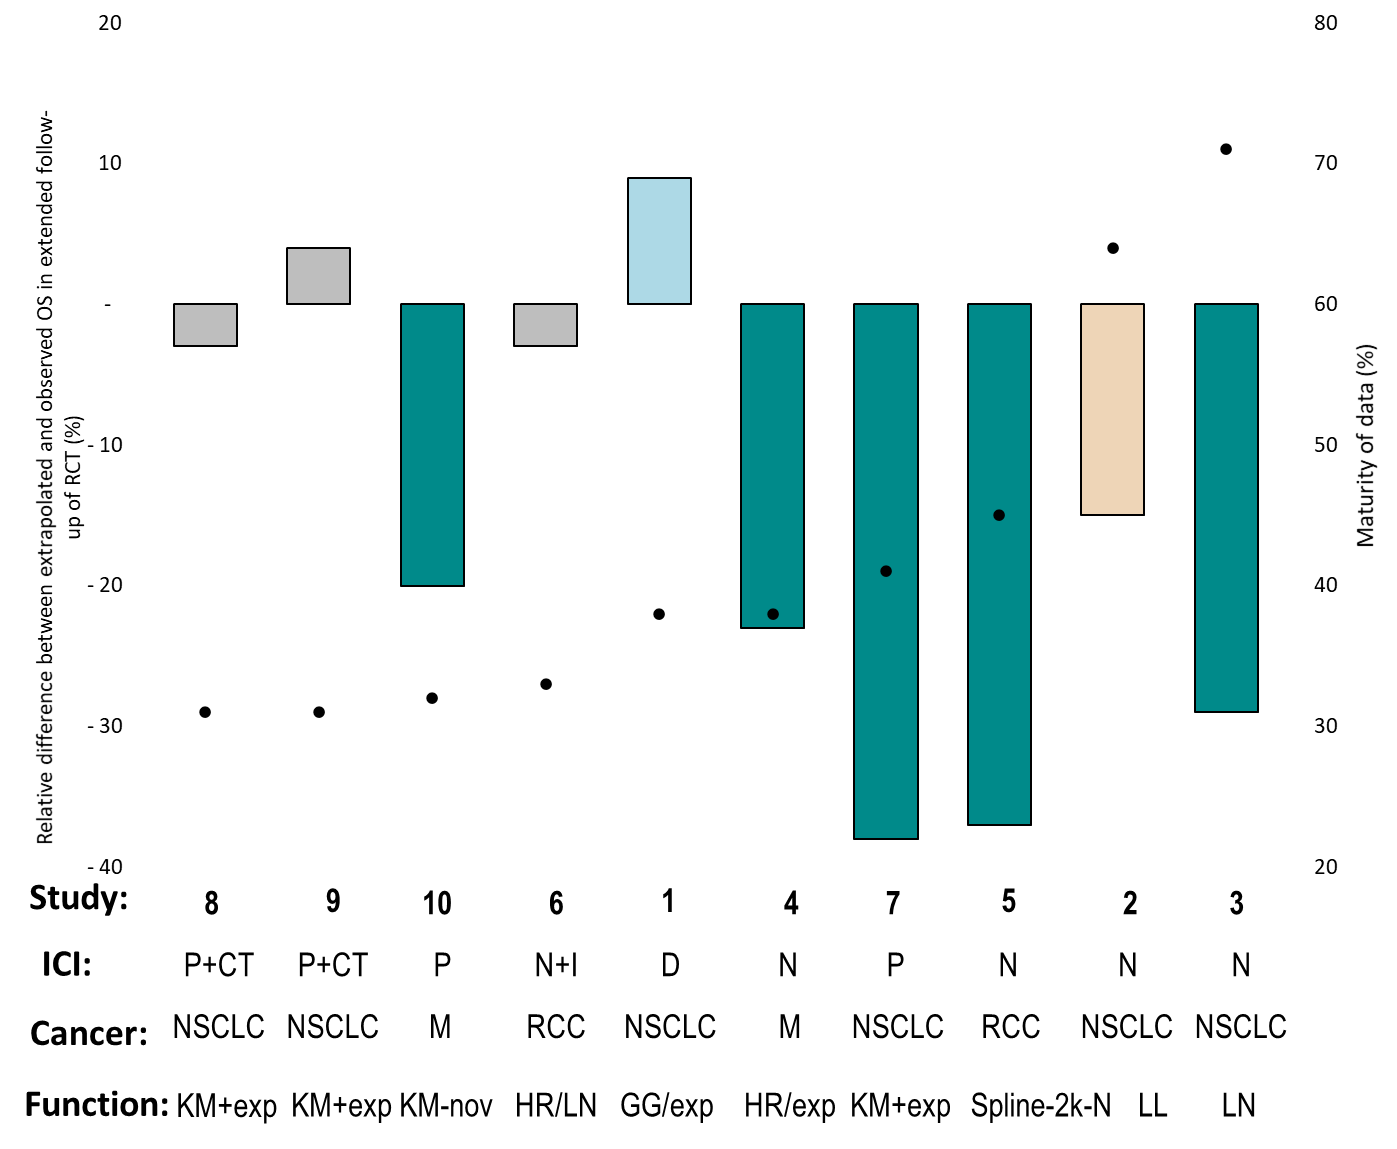 20
10
-
- 10
- 20
- 30
- 40
Relative difference between extrapolated and observed OS in extended follow-
up of RCT (%)
80
70
60
50
40
30
20
Maturity of data (%)
Study: 8 9 10 6 1 4 7 5 2 3
ICI: P+CT P+CT P N+I D N P N N N
Cancer: NSCLC NSCLC M RCC NSCLC M NSCLC RCC NSCLC NSCLC
Function: KM+exp KM+exp KM-nov HR/LN GG/exp HR/exp KM+exp Spline-2k-N LL LN